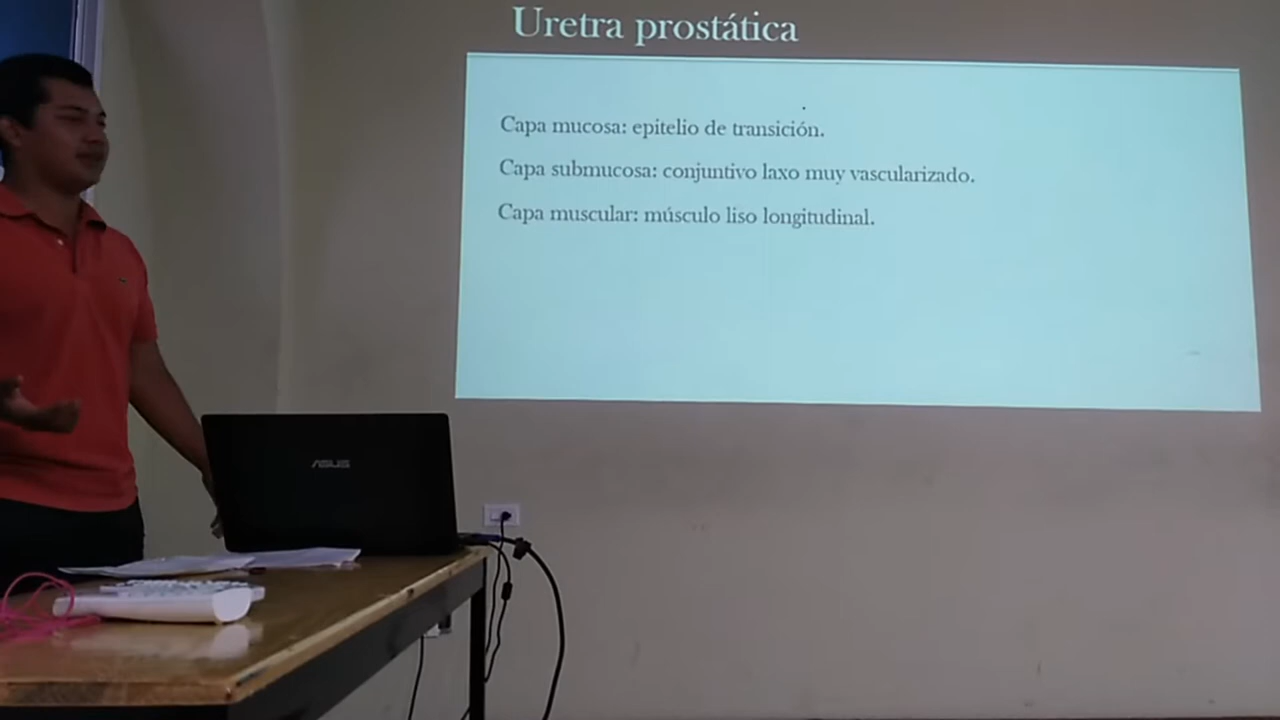 Uretra prostática
Capa mucosa: epitelio de transición.
Capa submucosa: conjuntivo laxo muy vascularizado.
Capa muscular: músculo liso longitudinal.
ASUS